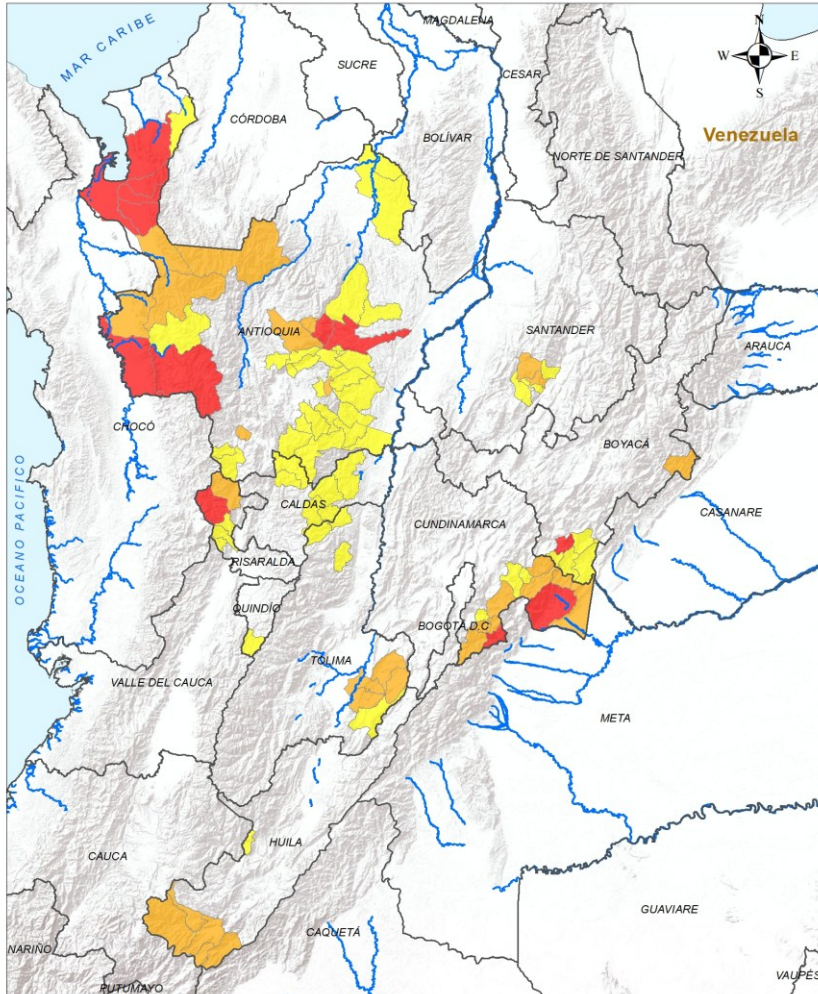 MAGDALENA
MAR CARIBE
N
W E
S
SUCRE
CESAR
CÓRDOBA
BOLÍVAR
Venezuela
NORTE DE SANTANDER
ANTIOQUIA
SANTANDER
ARAUCA
CHOCÓ
BOYACÁ
OCEANO PACIFICO
CALDAS
CASANARE
CUNDINAMARCA
RISARALDA
QUINDÍO
BOGOTÁ, D.C
TOLIMA
VALLE DEL CAUCA
META
HUILA
CAUCA
GUAVIARE
CAQUETÁ
NARIÑO
VAUPÉS
PUTUMAYO